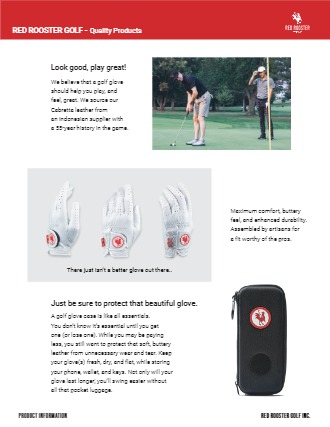 RED ROOSTER GOLF - Quality Products
RED ROOSTER
Look good, play great!
We believe that a golf glove
should help you play, and
feel, great. We source our
Cabretta leather from
an Indonesian supplier with
a 55-year history in the game.
Maximum comfort, buttery
feel, and enhanced durability.
Assembled by artisans for
a fit worthy of the pros.
There just isn't a better glove out there..
Just be sure to protect that beautiful glove.
A golf glove case is like all essentials.
You don't know it's essential until you get
one (or lose one). While you may be paying
less, you still want to protect that soft, buttery
leather from unnecessary wear and tear. Keep
your glove(s) fresh, dry, and flat, while storing
your phone, wallet, and keys. Not only will your
glove last longer, you'll swing easier without
all that pocket luggage.
PRODUCT INFORMATION
RED ROOSTER GOLF INC.